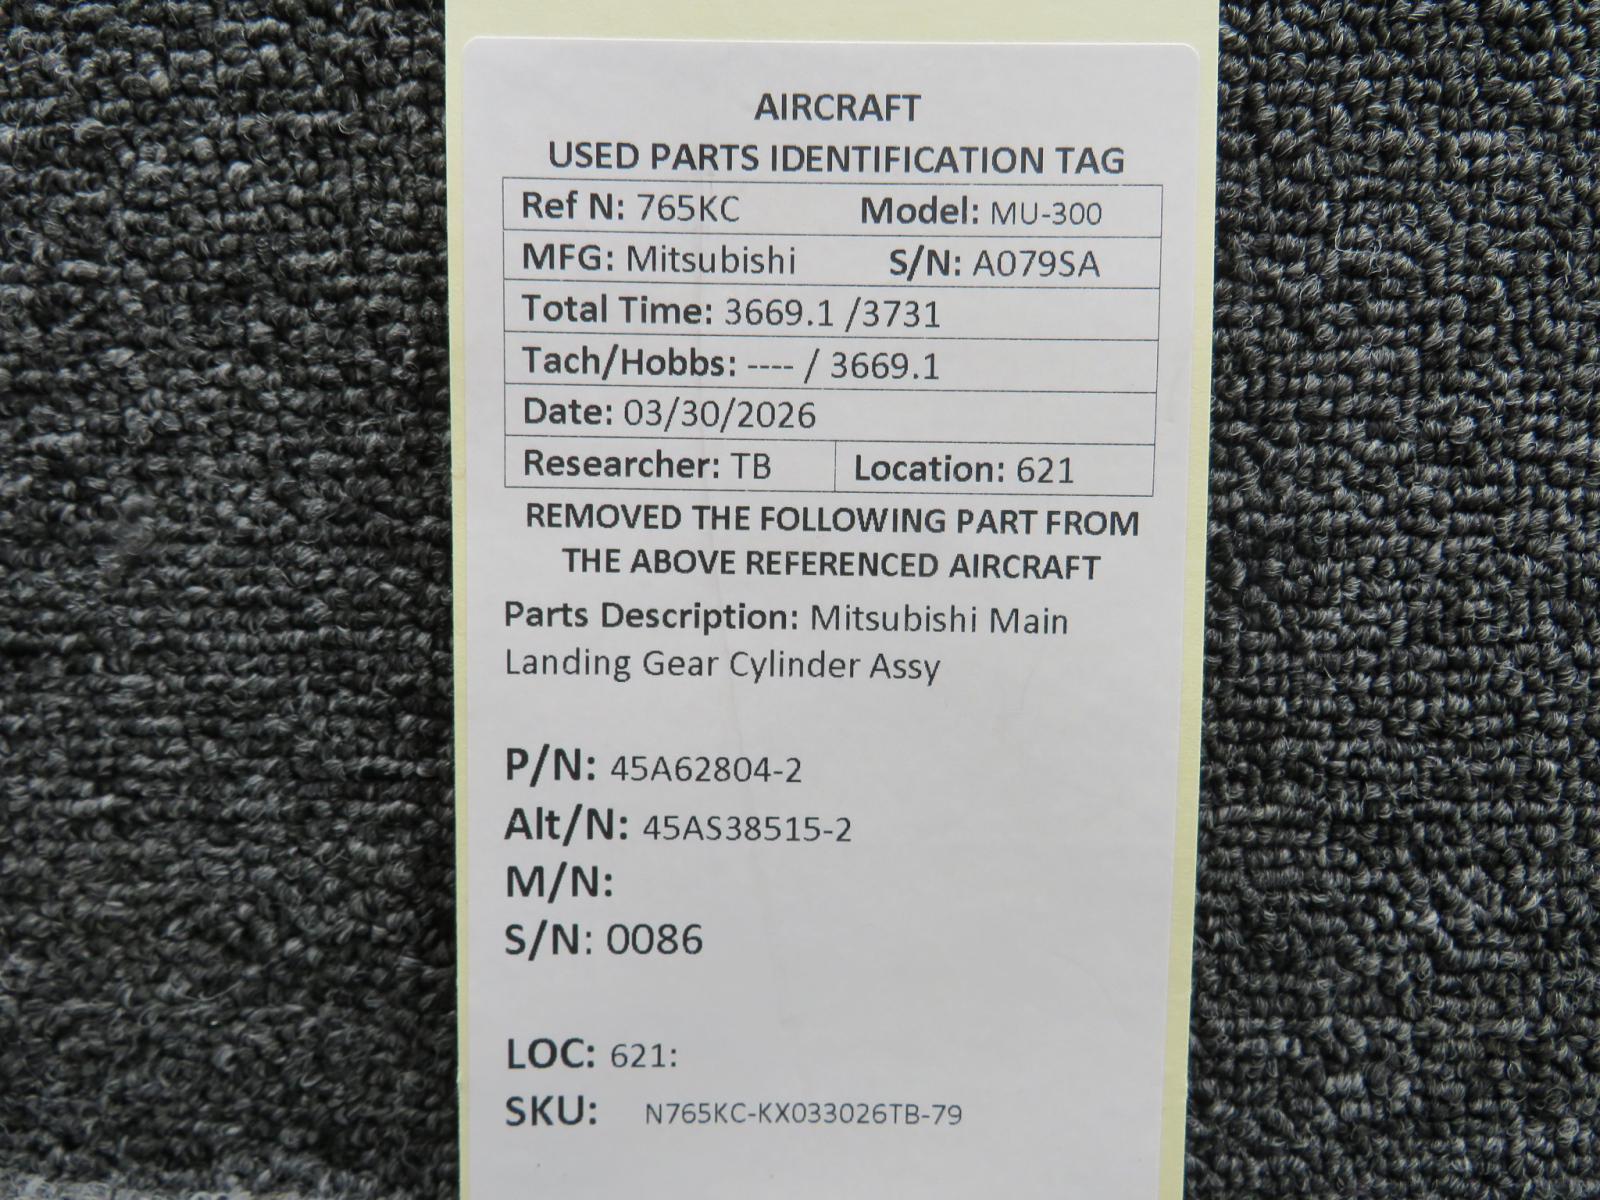 AIRCRAFT
USED PARTS IDENTIFICATION TAG
Ref N: 765KC Model: MU-300
MFG: Mitsubishi S/N: A079SA
Total Time: 3669.1 /3731
Tach/Hobbs: ---- / 3669.1
Date: 03/30/2026
Researcher: TB Location: 621
REMOVED THE FOLLOWING PART FROM
THE ABOVE REFERENCED AIRCRAFT
Parts Description: Mitsubishi Main
Landing Gear Cylinder Assy
P/N: 45A62804-2
Alt/N: 45AS38515-2
M/N:
S/N: 0086
LOC: 621:
SKU: N765KC-KX033026TB-79